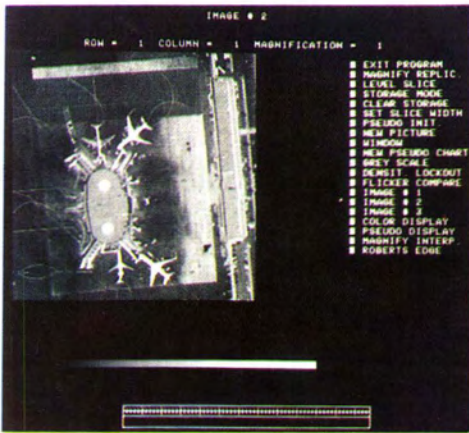 IMAGE # 2
ROW = 1 COLUMN = 1 MAGNIFICATION = 1
EXIT PROGRAM
MAGNIFY REPLIC.
LEVEL SLICE
STORAGE MODE
CLEAR STORAGE
SET SLICE WIDTH
PSEUDO INIT.
NEW PICTURE
WINDOW
NEW PSEUDO CHART
GREY SCALE
DENSIT. LOCKOUT
FLICKER COMPARE
IMAGE # 1
IMAGE # 2
IMAGE # 3
COLOR DISPLAY
PSEUDO DISPLAY
MAGNIFY INTERP.
ROBERTS EDGE